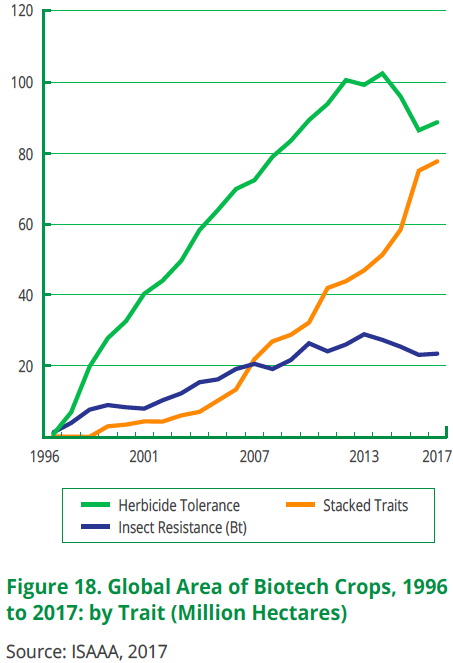 120
100
80
60
40
20
1996 2001 2007 2013 2017
Herbicide Tolerance Stacked Traits
Insect Resistance (Bt)
Figure 18. Global Area of Biotech Crops, 1996
to 2017: by Trait (Million Hectares)
Source: ISAAA, 2017